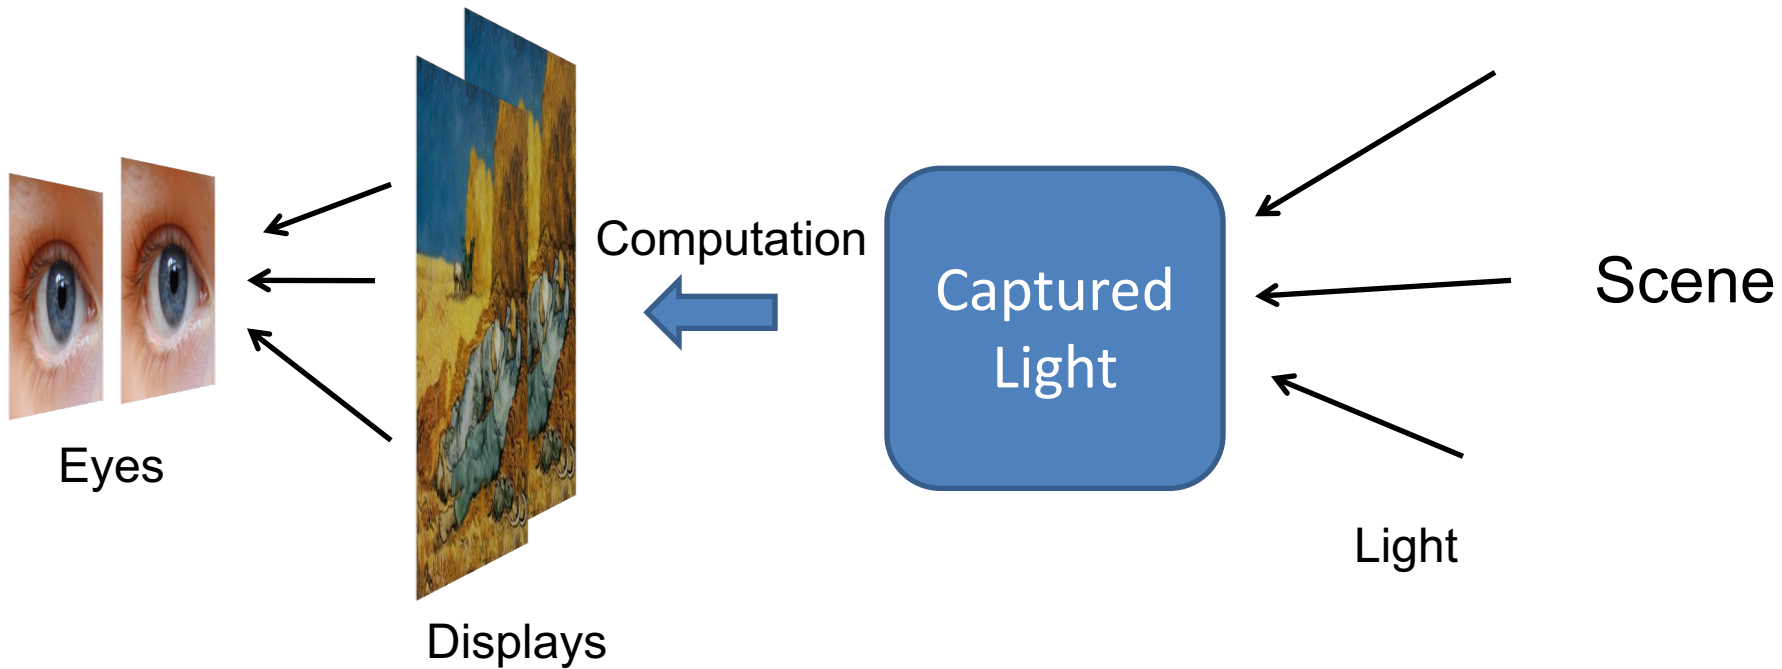 Computation
Captured
Light
Scene
Eyes
Light
Displays